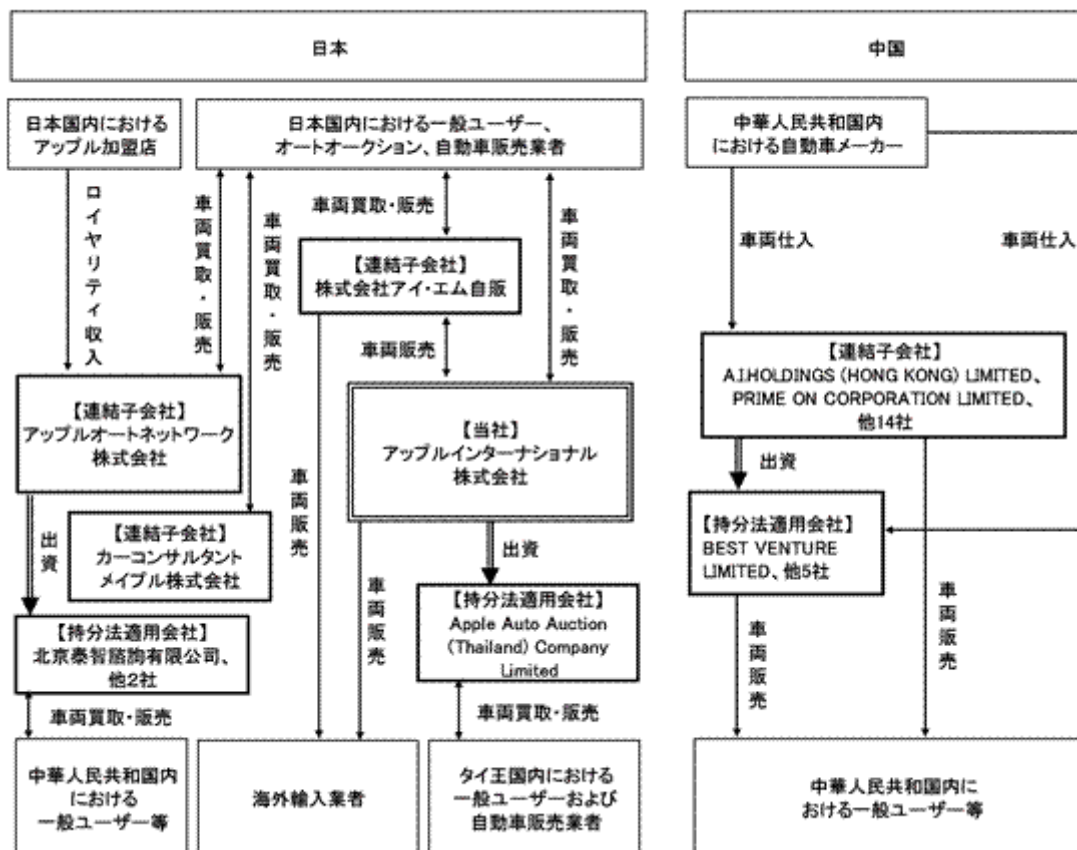 日本
中国
日本国内における
アップル加盟店
日本国内における一般ユーザー、
オートオークション、自動車販売業者
中華人民共和国内
における自動車メーカー
ロイヤリティ収入
車両買取・販売
車両買取・販売
車両買取・販売
車両買取・販売
車両仕入
車両仕入
【連結子会社】
株式会社アイ・エム自販
車両販売
【連結子会社】
アップルオートネットワーク
株式会社
【当社】
アップルインターナショナル
株式会社
【連結子会社】
A.I.HOLDINGS (HONG KONG) LIMITED、
PRIME ON CORPORATION LIMITED、
他14社
出資
出資
出資
車両販売
車両販売
【連結子会社】
カーコンサルタント
メイプル株式会社
【持分法適用会社】
BEST VENTURE
LIMITED、他5社
【持分法適用会社】
北京泰智諮詢有限公司、
他2社
【持分法適用会社】
Apple Auto Auction
(Thailand) Company
Limited
車両販売
車両販売
車両買取・販売
車両買取・販売
中華人民共和国内
における
一般ユーザー等
海外輸入業者
タイ王国内における
一般ユーザーおよび
自動車販売業者
中華人民共和国内に
おける一般ユーザー等